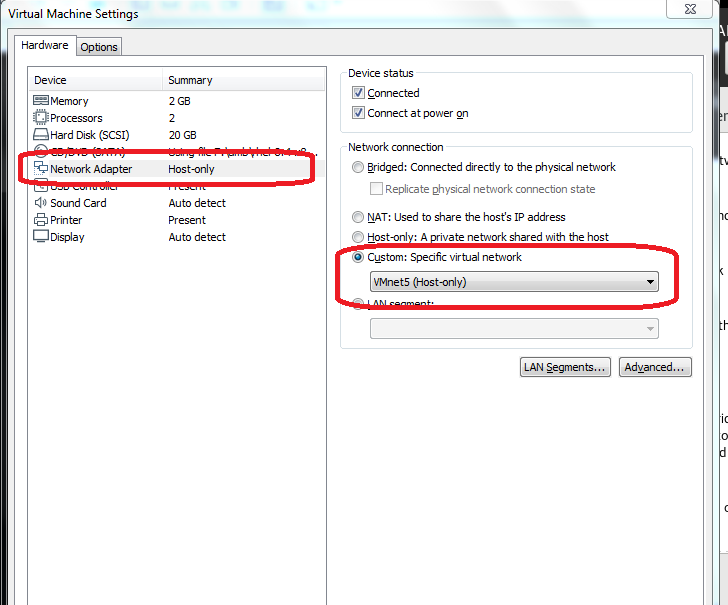 Virtual Machine Settings
Hardware
Options
Device Summary
Memory 2 GB
Processors 2
Hard Disk (SCSI) 20 GB
CD/DVD (SATA) Using file
Network Adapter Host-only
USB Controller Present
Sound Card Auto detect
Printer Present
Display Auto detect
Device status
Connected
Connect at power on
Network connection
Bridged: Connected directly to the physical network
Replicate physical network connection state
NAT: Used to share the host's IP address
Host-only: A private network shared with the host
Custom: Specific virtual network
VMnet5 (Host-only)
LAN segment:
LAN Segments...
Advanced...